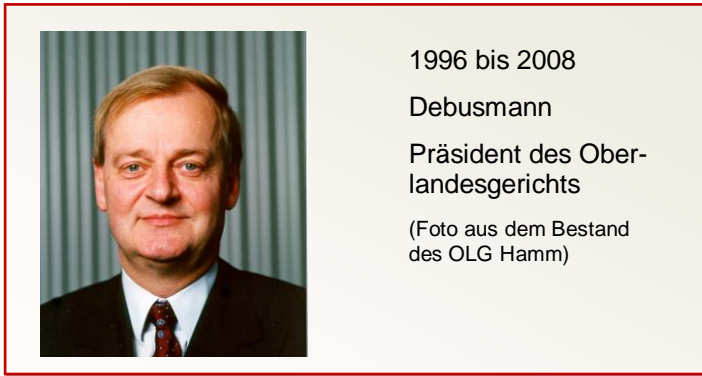 1996 bis 2008
Debusmann
Präsident des Ober-
landesgerichts
(Foto aus dem Bestand
des OLG Hamm)